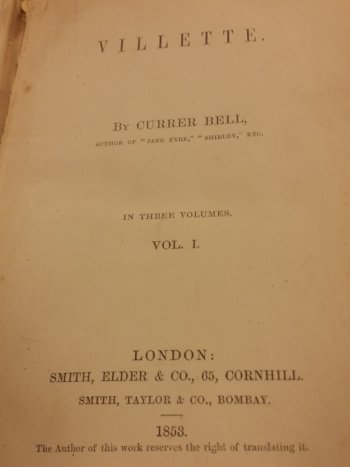 VILLETTE.
BY CURRER BELL,
AUTHOR OF "JANE EYRE," "SHIRLEY," ETC.
IN THREE VOLUMES.
VOL. I.
LONDON:
SMITH, ELDER & CO., 65, CORNHILL.
SMITH, TAYLOR & CO., BOMBAY.
1853.
The Author of this work reserves the right of translating it.